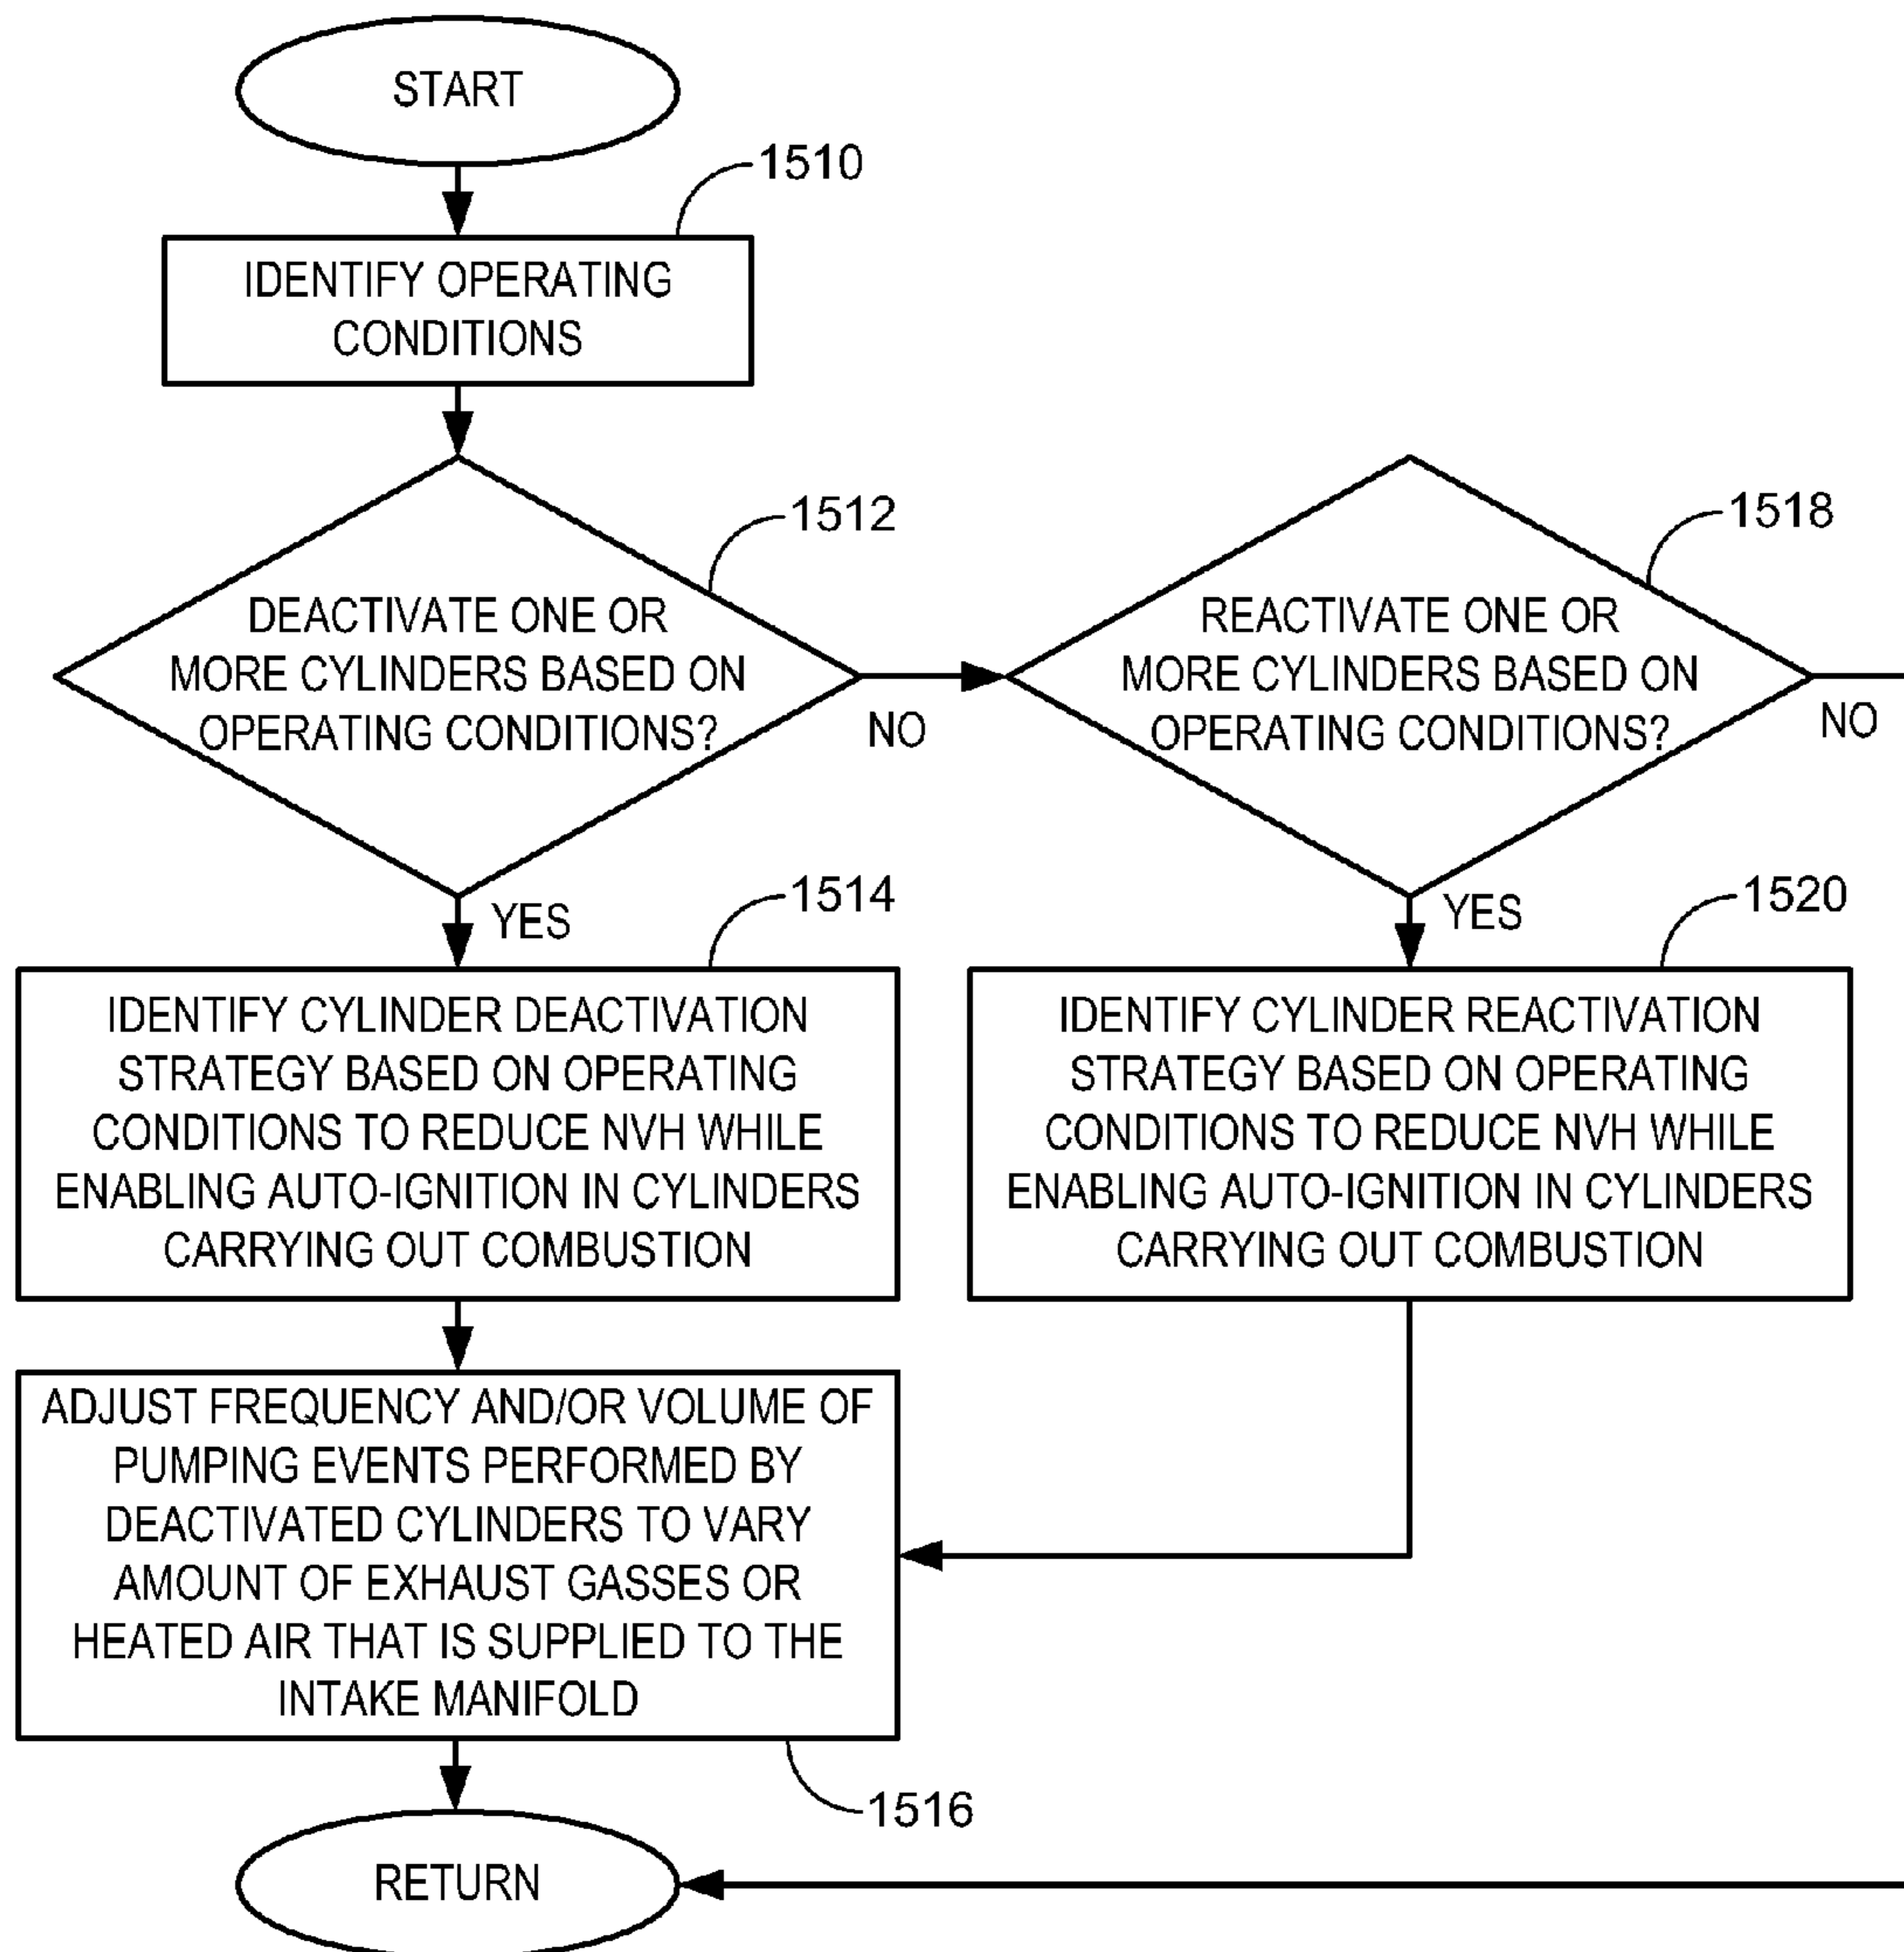 START
1510
IDENTIFY OPERATING
CONDITIONS
1512
DEACTIVATE ONE OR
MORE CYLINDERS BASED ON
OPERATING CONDITIONS?
NO
YES
1518
REACTIVATE ONE OR
MORE CYLINDERS BASED ON
OPERATING CONDITIONS?
NO
YES
1514
IDENTIFY CYLINDER DEACTIVATION
STRATEGY BASED ON OPERATING
CONDITIONS TO REDUCE NVH WHILE
ENABLING AUTO-IGNITION IN CYLINDERS
CARRYING OUT COMBUSTION
1520
IDENTIFY CYLINDER REACTIVATION
STRATEGY BASED ON OPERATING
CONDITIONS TO REDUCE NVH WHILE
ENABLING AUTO-IGNITION IN CYLINDERS
CARRYING OUT COMBUSTION
ADJUST FREQUENCY AND/OR VOLUME OF
PUMPING EVENTS PERFORMED BY
DEACTIVATED CYLINDERS TO VARY
AMOUNT OF EXHAUST GASSES OR
HEATED AIR THAT IS SUPPLIED TO THE
INTAKE MANIFOLD
1516
RETURN